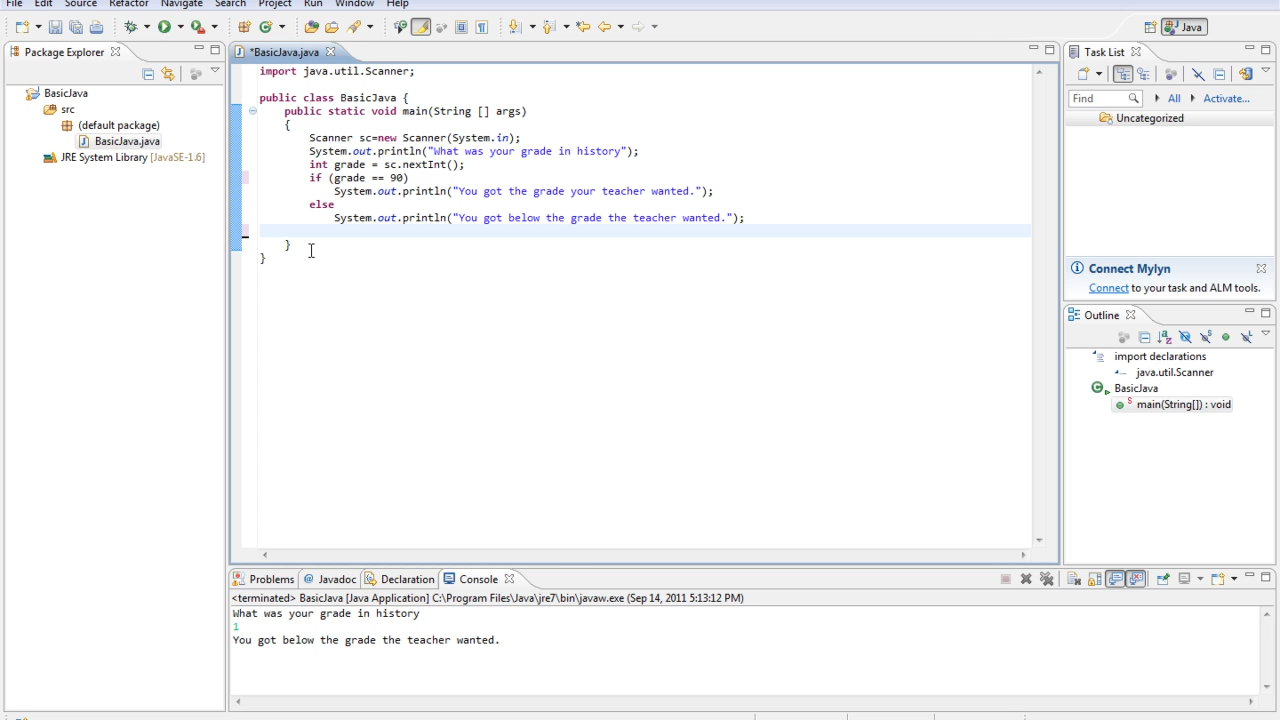 File Edit Source Refactor Navigate Search Project Run Window Help
Java
Package Explorer
BasicJava
src
(default package)
BasicJava.java
JRE System Library [JavaSE-1.6]
*BasicJava.java
import java.util.Scanner;
public class BasicJava {
public static void main(String [] args)
{
Scanner sc=new Scanner(System.in);
System.out.println("What was your grade in history");
int grade = sc.nextInt();
if (grade == 90)
System.out.println("You got the grade your teacher wanted.");
else
System.out.println("You got below the grade the teacher wanted.");
}
}
Task List
Find All Activate...
Uncategorized
Connect Mylyn
Connect to your task and ALM tools.
Outline
import declarations
java.util.Scanner
BasicJava
main(String[]) : void
Problems Javadoc Declaration Console
<terminated> BasicJava [Java Application] C:\Program Files\Java\jre7\bin\javaw.exe (Sep 14, 2011 5:13:12 PM)
What was your grade in history
1
You got below the grade the teacher wanted.